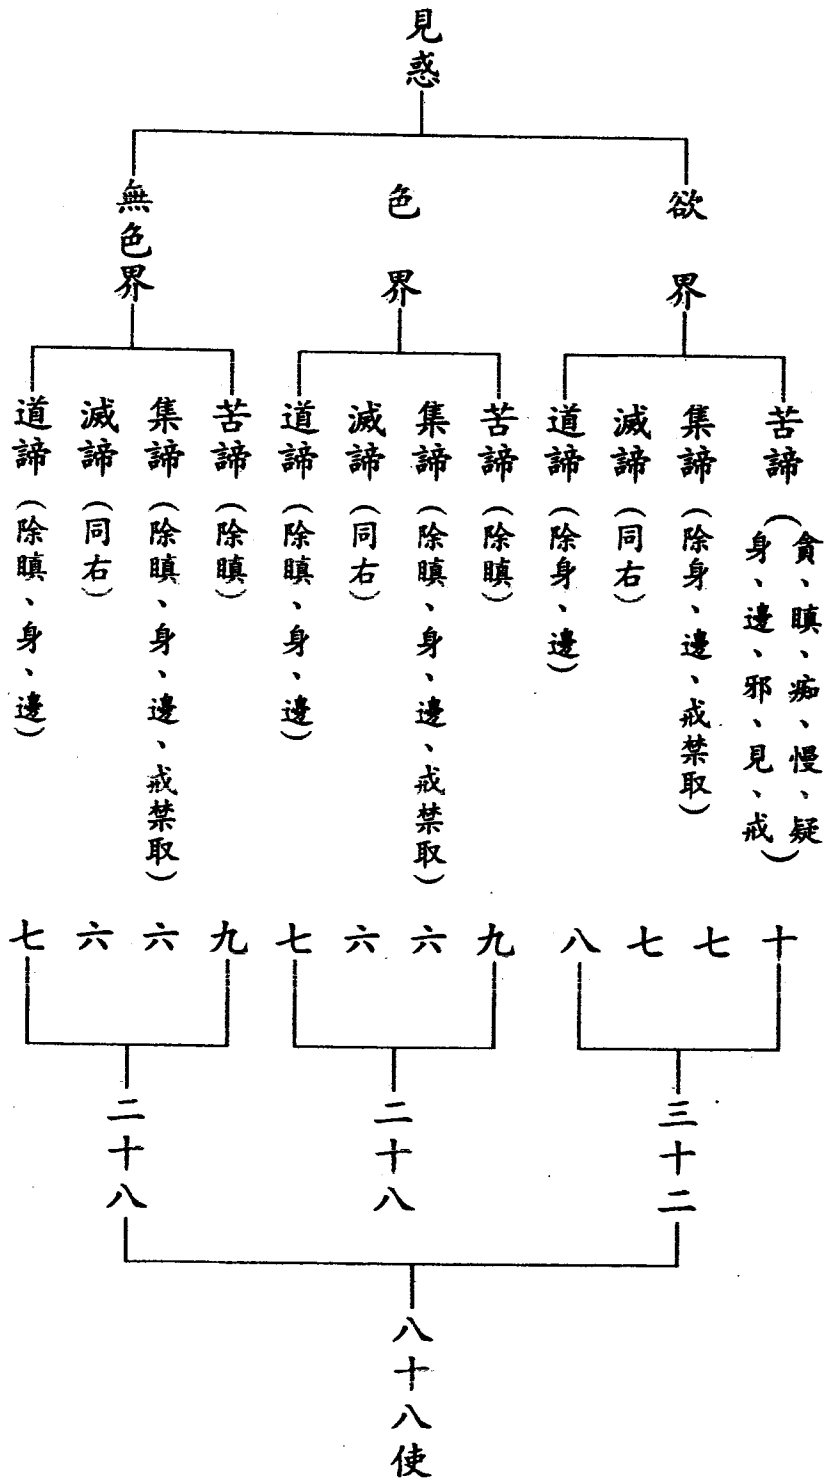 見惑
欲界
色界
無色界
苦諦（貪、瞋、痴、慢、疑
身、邊、邪、見、戒）
集諦（除身、邊、戒禁取）
滅諦（同右）
道諦（除身、邊）
苦諦（除瞋）
集諦（除瞋、身、邊、戒禁取）
滅諦（同右）
道諦（除瞋、身、邊）
苦諦（除瞋）
集諦（除瞋、身、邊、戒禁取）
滅諦（同右）
道諦（除瞋、身、邊）
十
七
七
八
九
六
六
七
九
六
六
七
三十二
二十八
二十八
八十八使